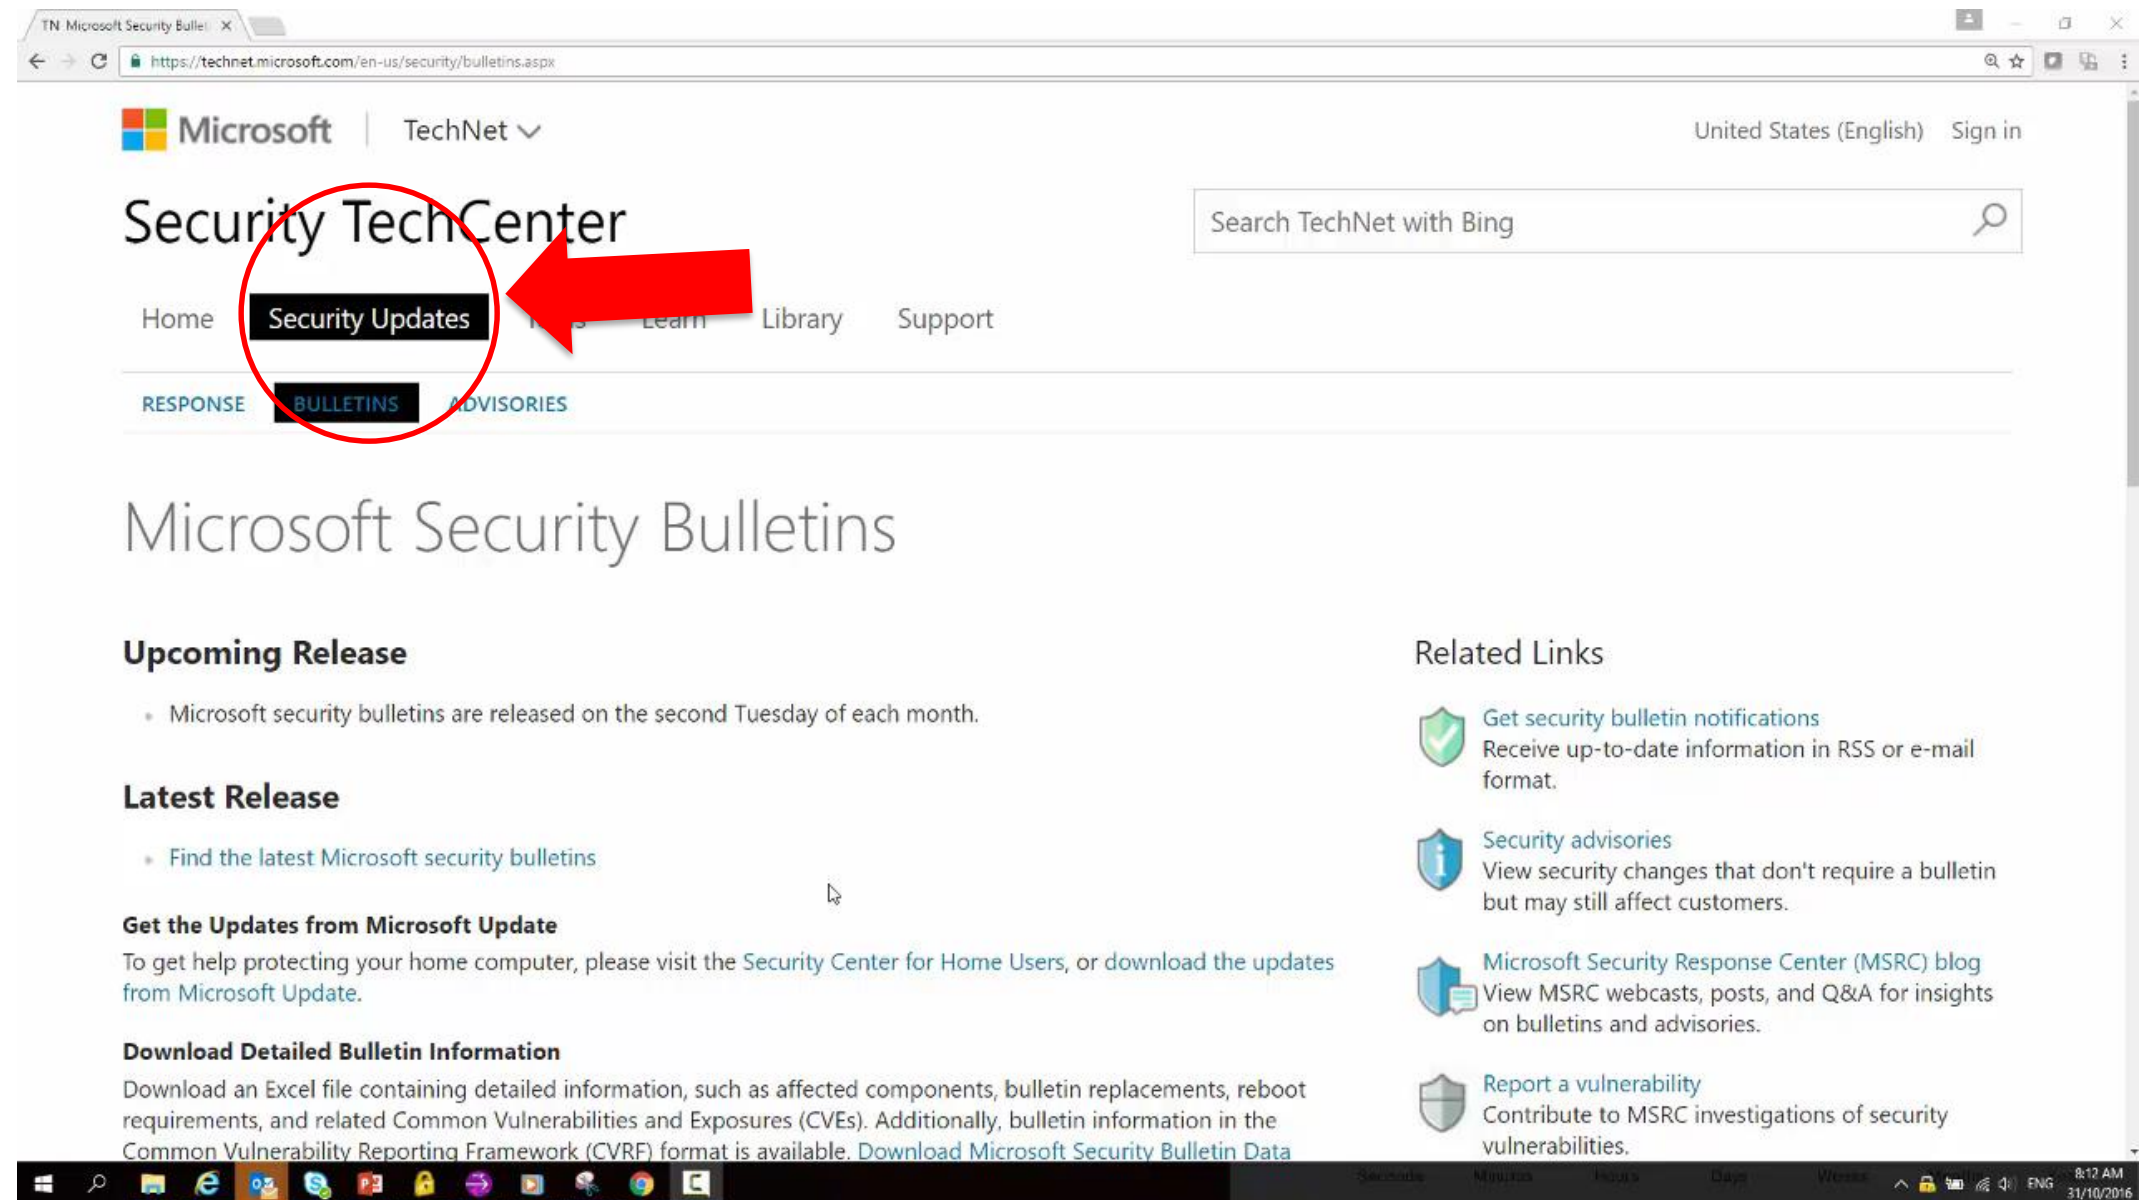 TN Microsoft Security Bullet
https://technet.microsoft.com/en-us/security/bulletins.aspx
Microsoft TechNet United States (English) Sign in
Security TechCenter
Search TechNet with Bing
Home Security Updates Learn Library Support
RESPONSE BULLETINS ADVISORIES
Microsoft Security Bulletins
Upcoming Release
Microsoft security bulletins are released on the second Tuesday of each month.
Latest Release
Find the latest Microsoft security bulletins
Get the Updates from Microsoft Update
To get help protecting your home computer, please visit the Security Center for Home Users, or download the updates
from Microsoft Update.
Download Detailed Bulletin Information
Download an Excel file containing detailed information, such as affected components, bulletin replacements, reboot
requirements, and related Common Vulnerabilities and Exposures (CVEs). Additionally, bulletin information in the
Common Vulnerability Reporting Framework (CVRF) format is available. Download Microsoft Security Bulletin Data
Related Links
Get security bulletin notifications
Receive up-to-date information in RSS or e-mail
format.
Security advisories
View security changes that don't require a bulletin
but may still affect customers.
Microsoft Security Response Center (MSRC) blog
View MSRC webcasts, posts, and Q&A for insights
on bulletins and advisories.
Report a vulnerability
Contribute to MSRC investigations of security
vulnerabilities.
Seconds Minutes Hours Days Weeks
ENG 8:12 AM
31/10/2016